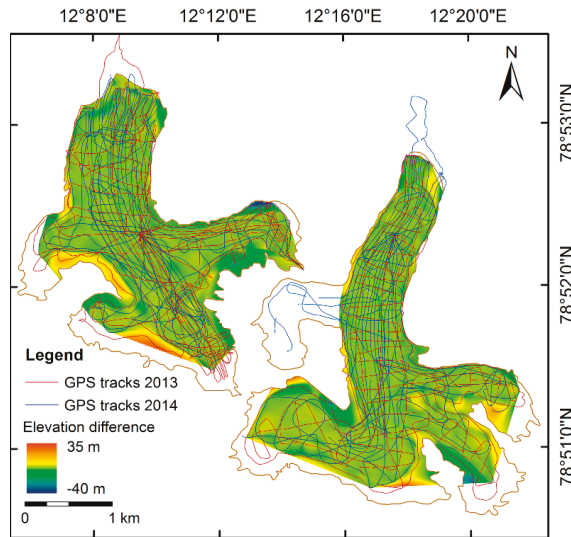 12°8'0"E 12°12'0"E 12°16'0"E 12°20'0"E
N
78°53'0"N
78°52'0"N
78°51'0"N
Legend
GPS tracks 2013
GPS tracks 2014
Elevation difference
35 m
-40 m
0 1 km